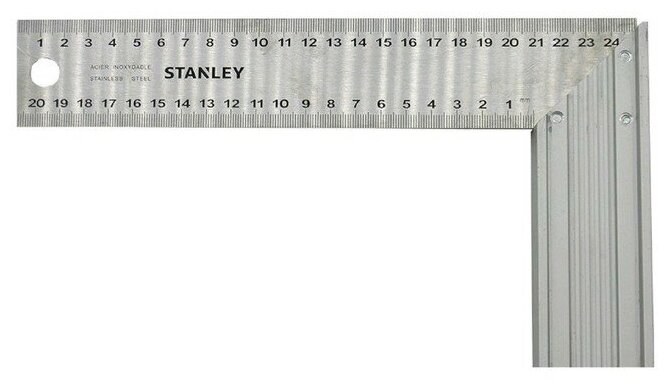 1 2 3 4 5 6 7 8 9 10 11 12 13 14 15 16 17 18 19 20 21 22 23 24
ACIER INOXYDABLE
STAINLESS STEEL
STANLEY
20 19 18 17 16 15 14 13 12 11 10 9 8 7 6 5 4 3 2 1 mm